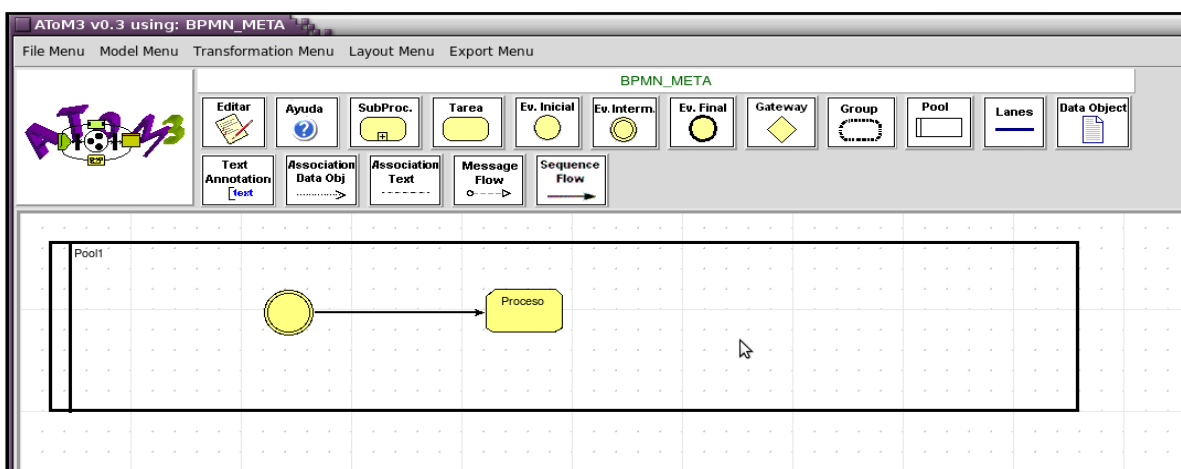 AToM3 v0.3 using: BPMN_META
File Menu Model Menu Transformation Menu Layout Menu Export Menu
BPMN_META
ATOM3
Editar
Ayuda
?
SubProc.
Tarea
Ev. Inicial
Ev. Interm.
Ev. Final
Gateway
Group
Pool
Lanes
Data Object
Text
Annotation
[text
Association
Data Obj
Association
Text
Message
Flow
Sequence
Flow
Pool1
Proceso